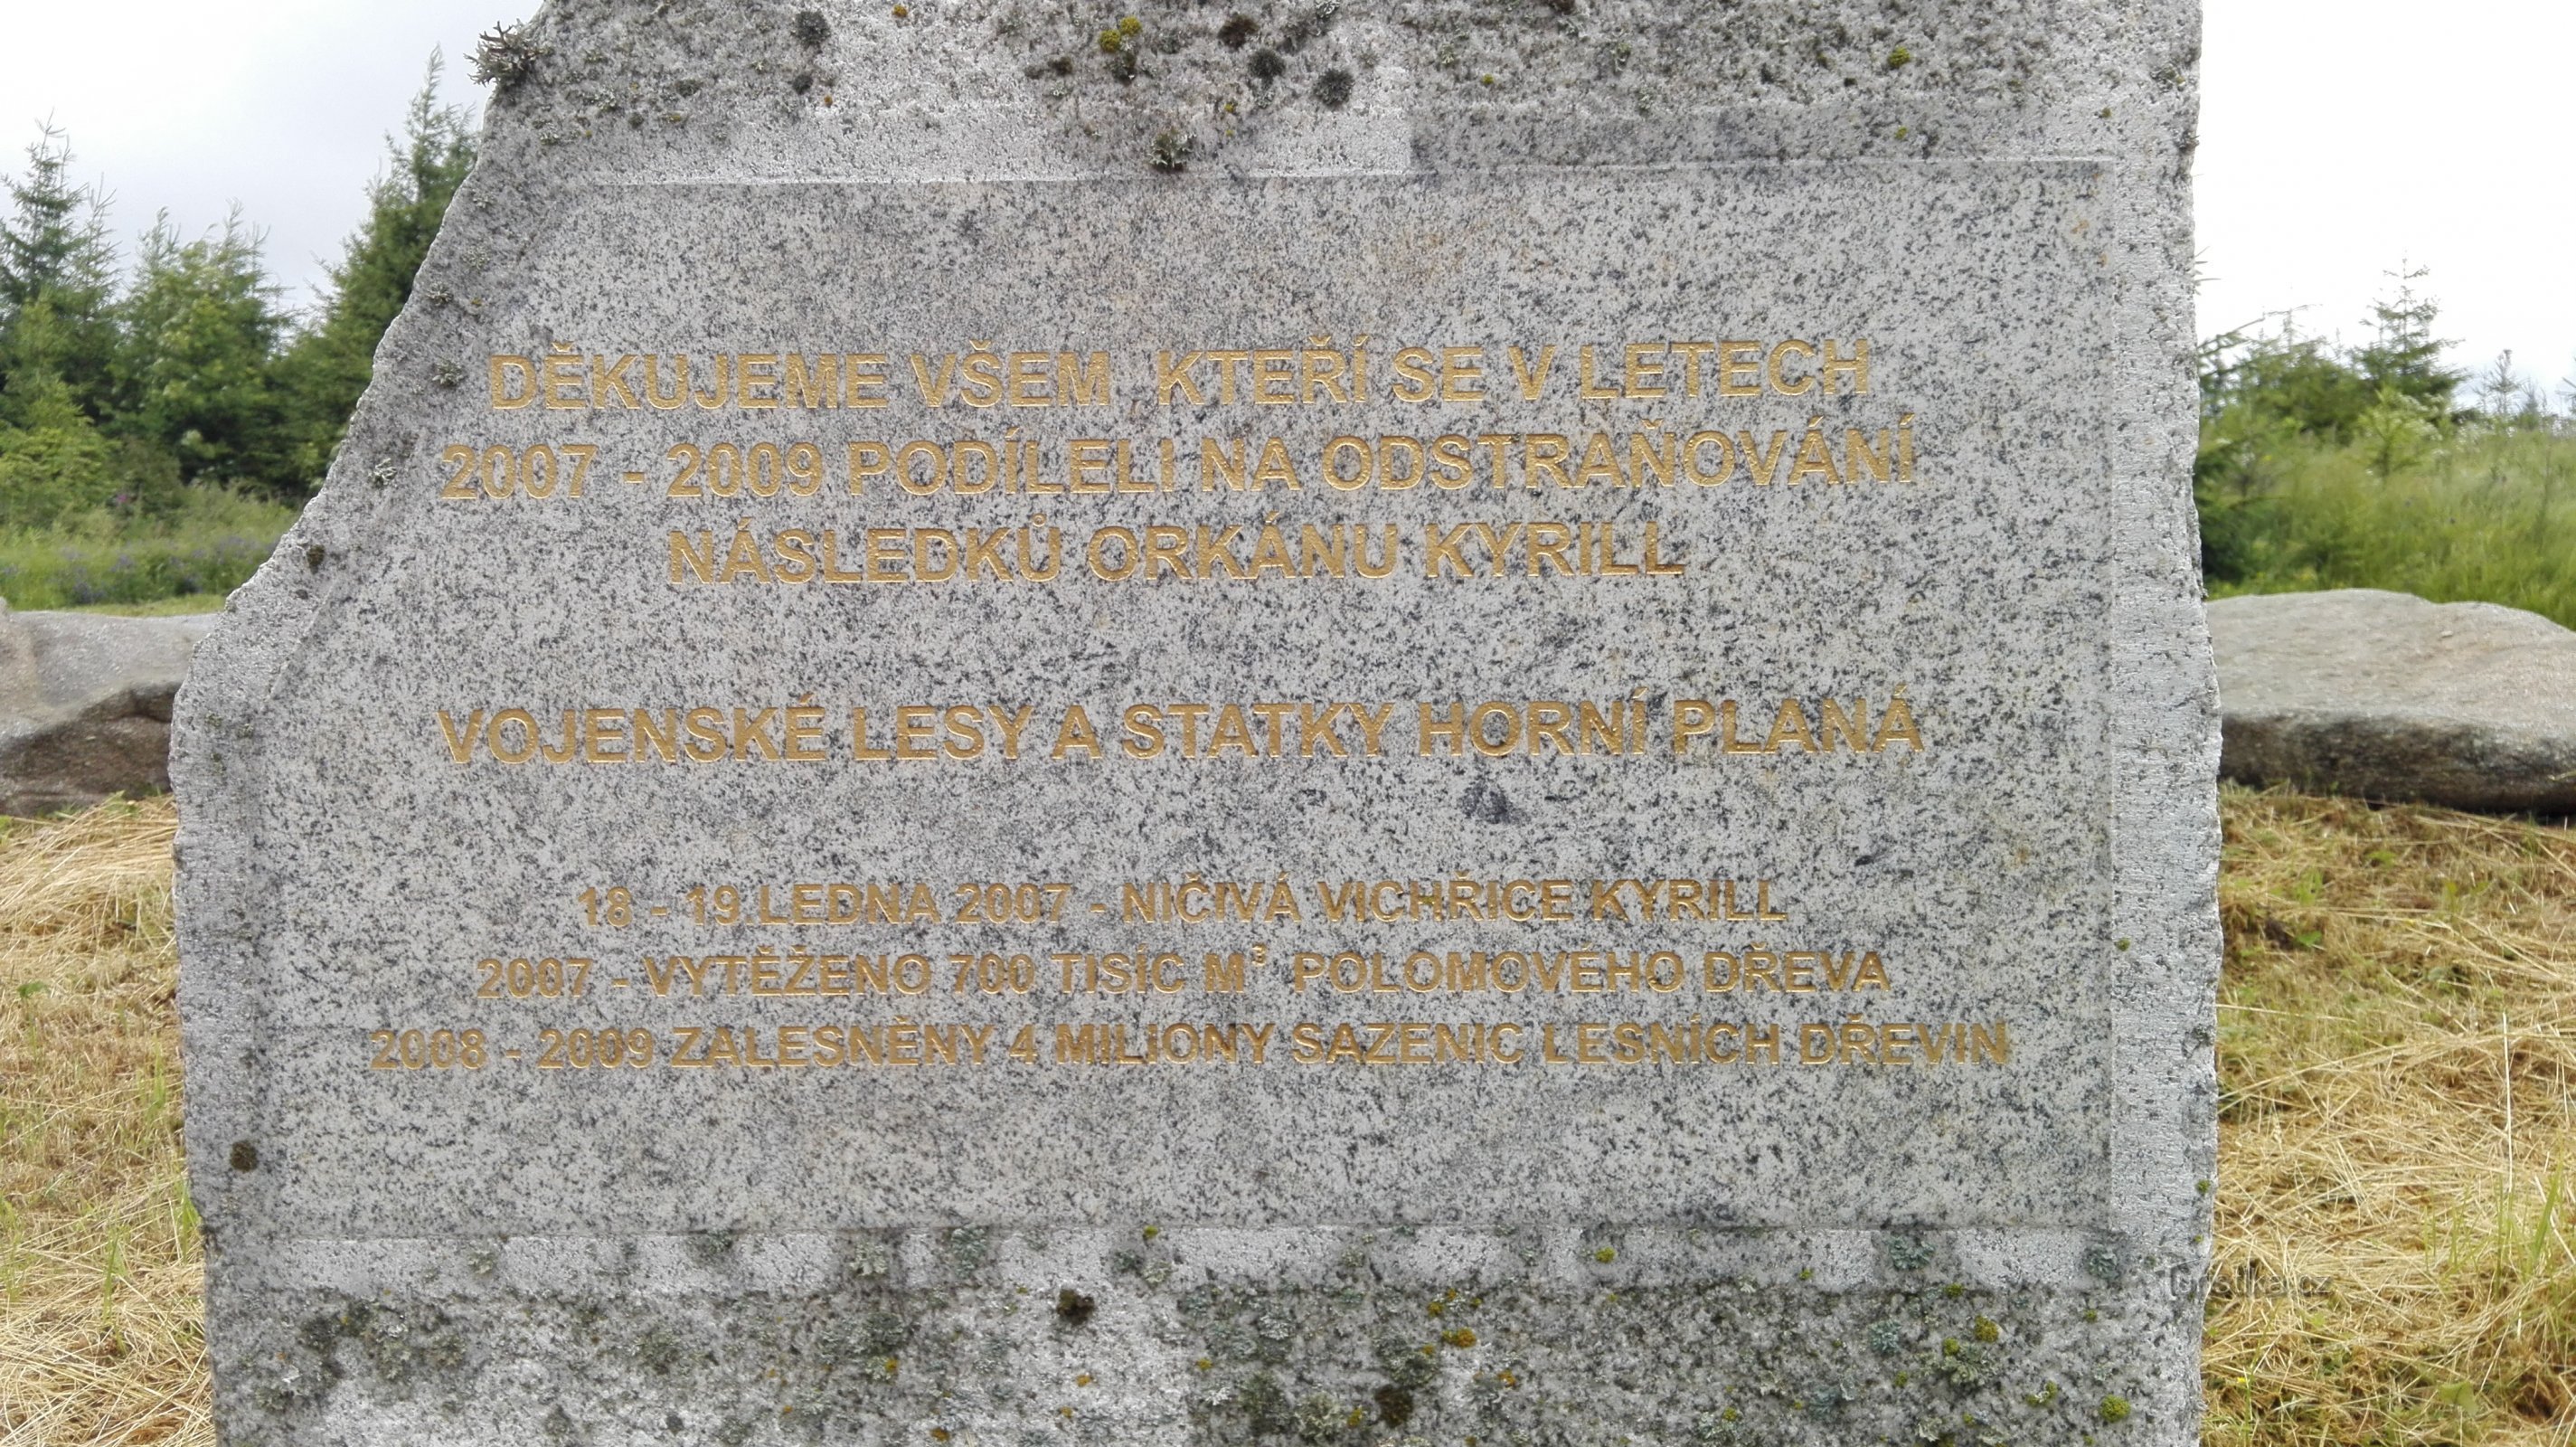 DĚKUJEME VŠEM, KTEŘÍ SE V LETECH
2007 - 2009 PODÍLELI NA ODSTRAŇOVÁNÍ
NÁSLEDKŮ ORKÁNU KYRILL
VOJENSKÉ LESY A STATKY HORNÍ PLANÁ
18 - 19.LEDNA 2007 - NIČIVÁ VICHŘICE KYRILL
2007 - VYTĚŽENO 700 TISÍC M³ POLOMOVÉHO DŘEVA
2008 - 2009 ZALESNĚNY 4 MILIONY SAZENIC LESNÍCH DŘEVIN